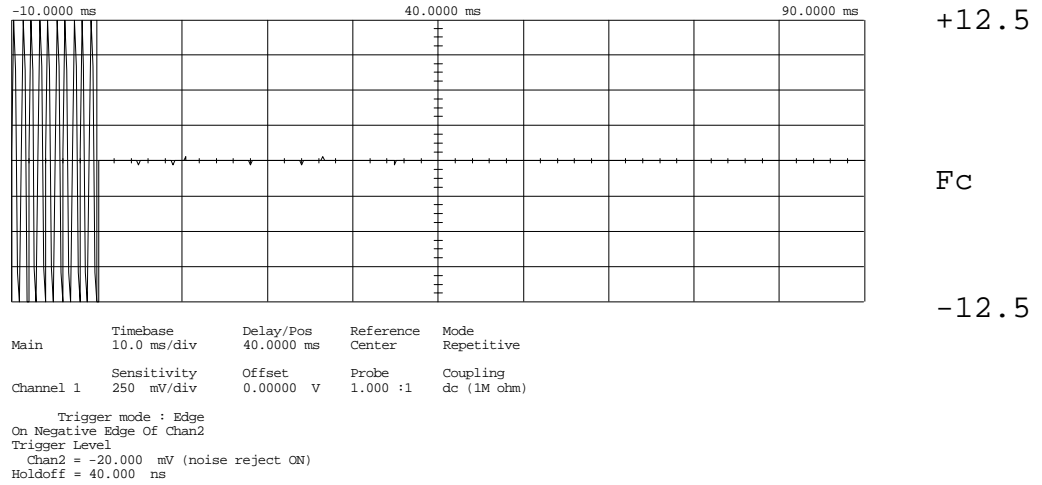 -10.0000 ms 40.0000 ms 90.0000 ms
+12.5
Fc
-12.5
Timebase Delay/Pos Reference Mode
Main 10.0 ms/div 40.0000 ms Center Repetitive
Sensitivity Offset Probe Coupling
Channel 1 250 mV/div 0.00000 V 1.000 :1 dc (1M ohm)
Trigger mode : Edge
On Negative Edge Of Chan2
Trigger Level
Chan2 = -20.000 mV (noise reject ON)
Holdoff = 40.000 ns